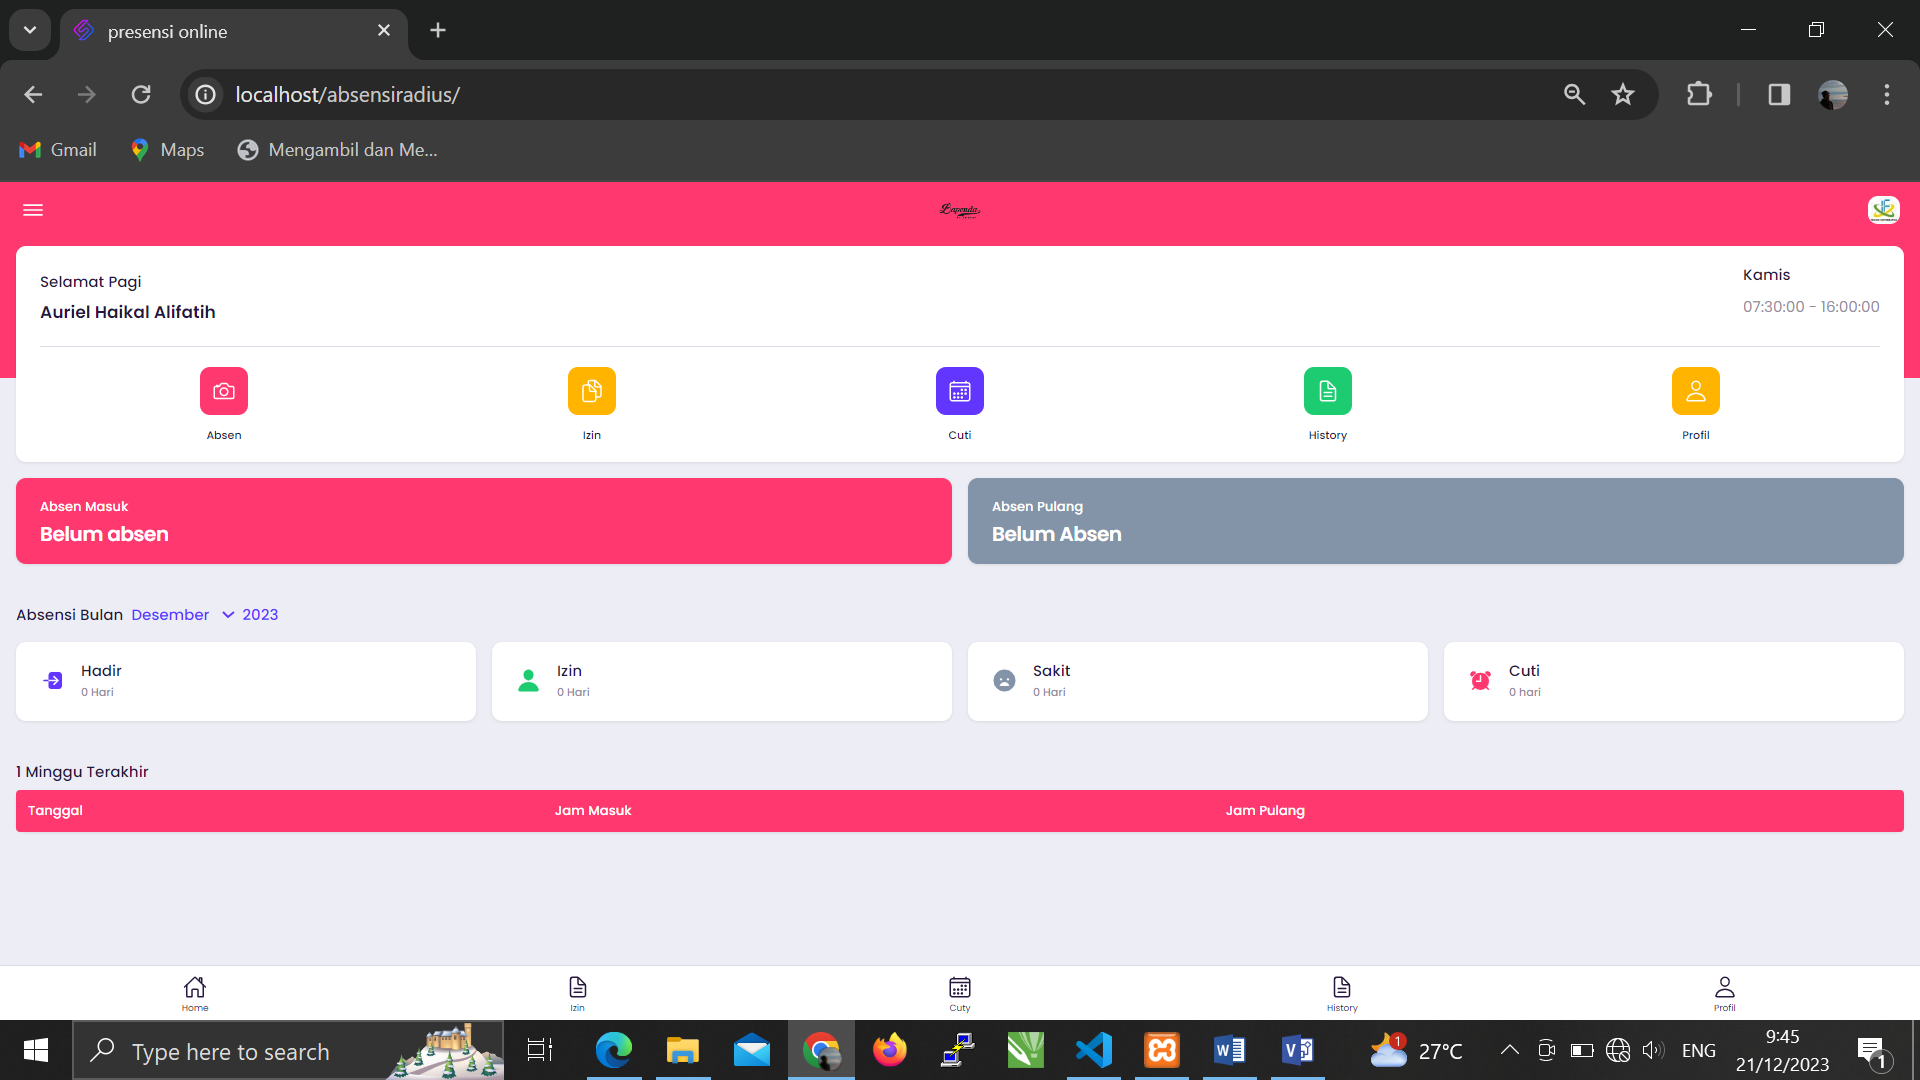 presensi online
localhost/absensiradius/
Gmail
Maps
Mengambil dan Me...
Bapenda
Selamat Pagi
Auriel Haikal Alifatih
Kamis
07:30:00 - 16:00:00
Absen
Izin
Cuti
History
Profil
Absen Masuk
Belum absen
Absen Pulang
Belum Absen
Absensi Bulan Desember 2023
Hadir
0 Hari
Izin
0 Hari
Sakit
0 Hari
Cuti
0 hari
1 Minggu Terakhir
Tanggal Jam Masuk Jam Pulang
Home
Izin
Cuty
History
Profil
Type here to search
1
27°C
ENG
9:45
21/12/2023
1